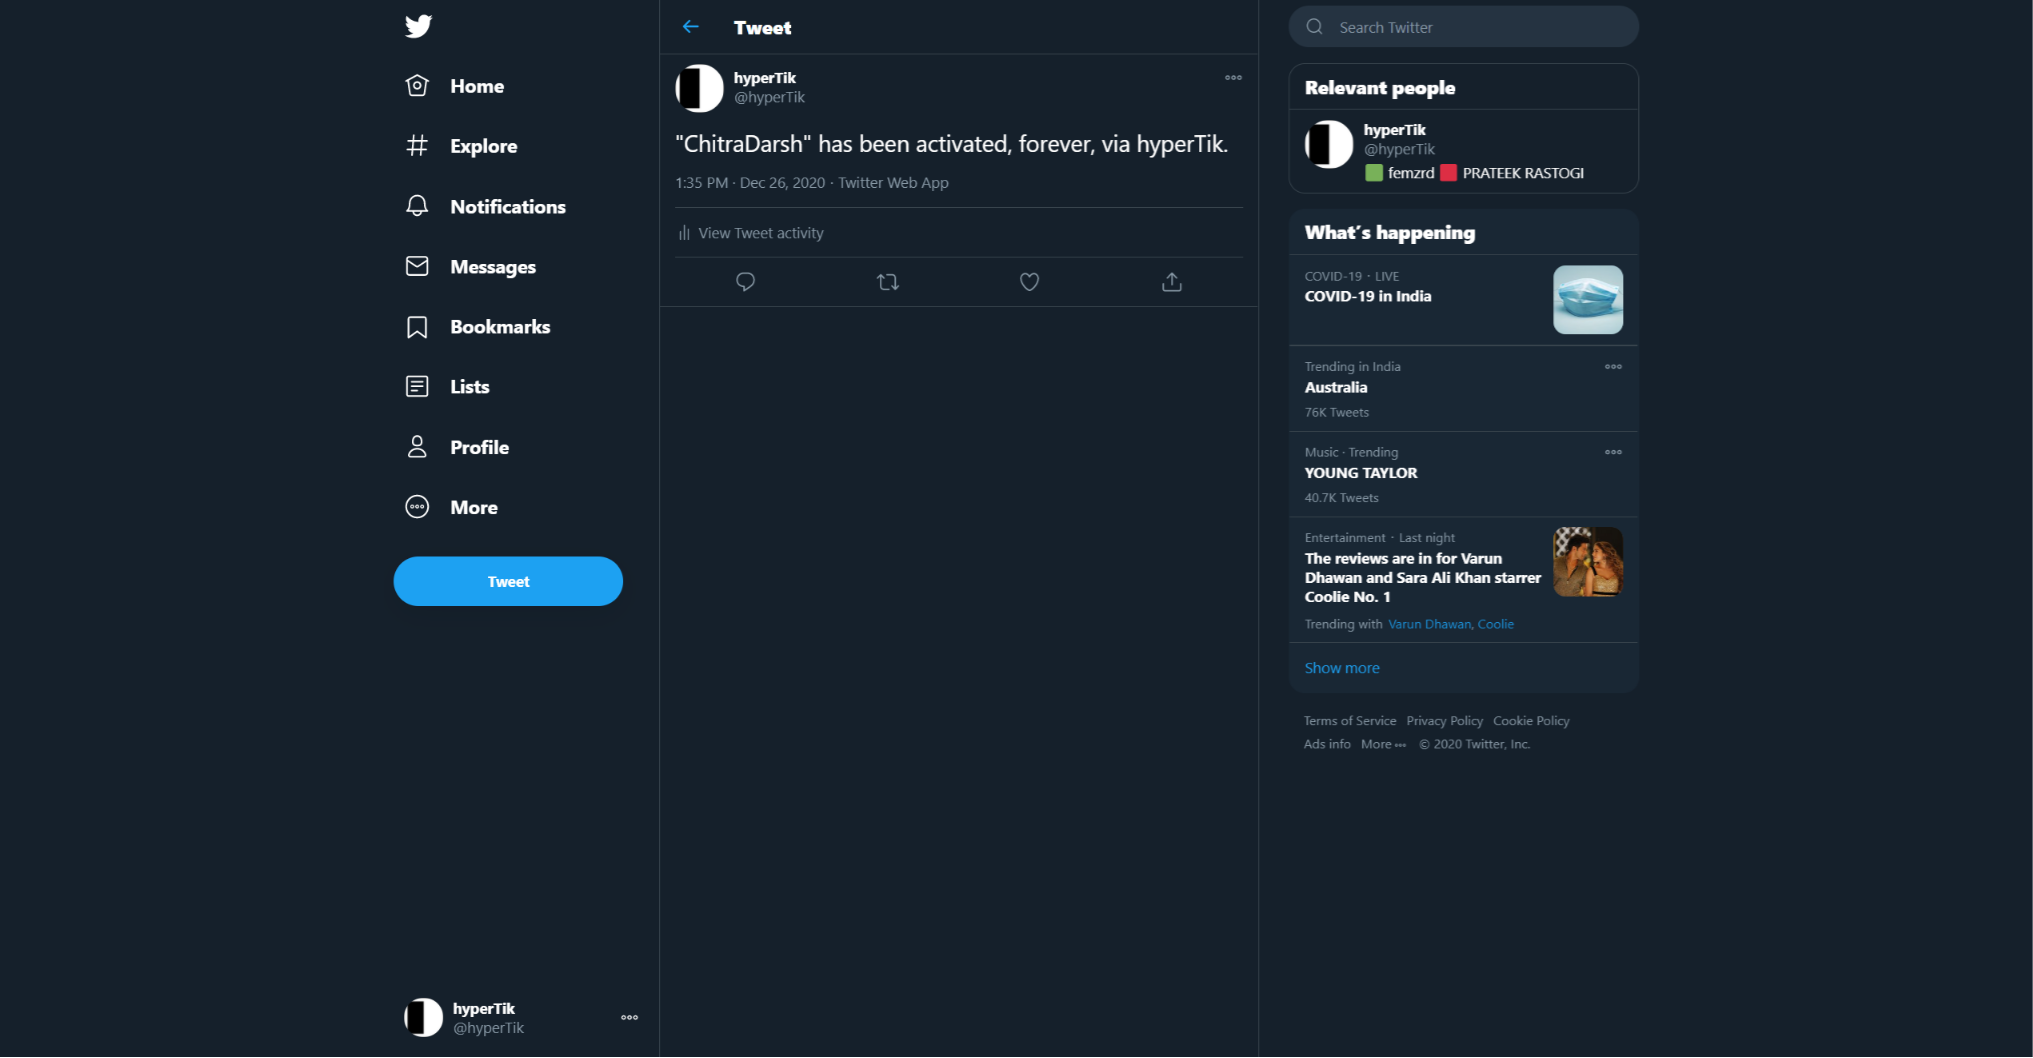 Home
Explore
Notifications
Messages
Bookmarks
Lists
Profile
More
Tweet
hyperTik
@hyperTik
Tweet
hyperTik
@hyperTik
"ChitraDarsh" has been activated, forever, via hyperTik.
1:35 PM · Dec 26, 2020 · Twitter Web App
View Tweet activity
Search Twitter
Relevant people
hyperTik
@hyperTik
🟩 femzrd 🟥 PRATEEK RASTOGI
What's happening
COVID-19 · LIVE
COVID-19 in India
Trending in India
Australia
76K Tweets
Music · Trending
YOUNG TAYLOR
40.7K Tweets
Entertainment · Last night
The reviews are in for Varun
Dhawan and Sara Ali Khan starrer
Coolie No. 1
Trending with Varun Dhawan, Coolie
Show more
Terms of Service Privacy Policy Cookie Policy
Ads info More ••• © 2020 Twitter, Inc.